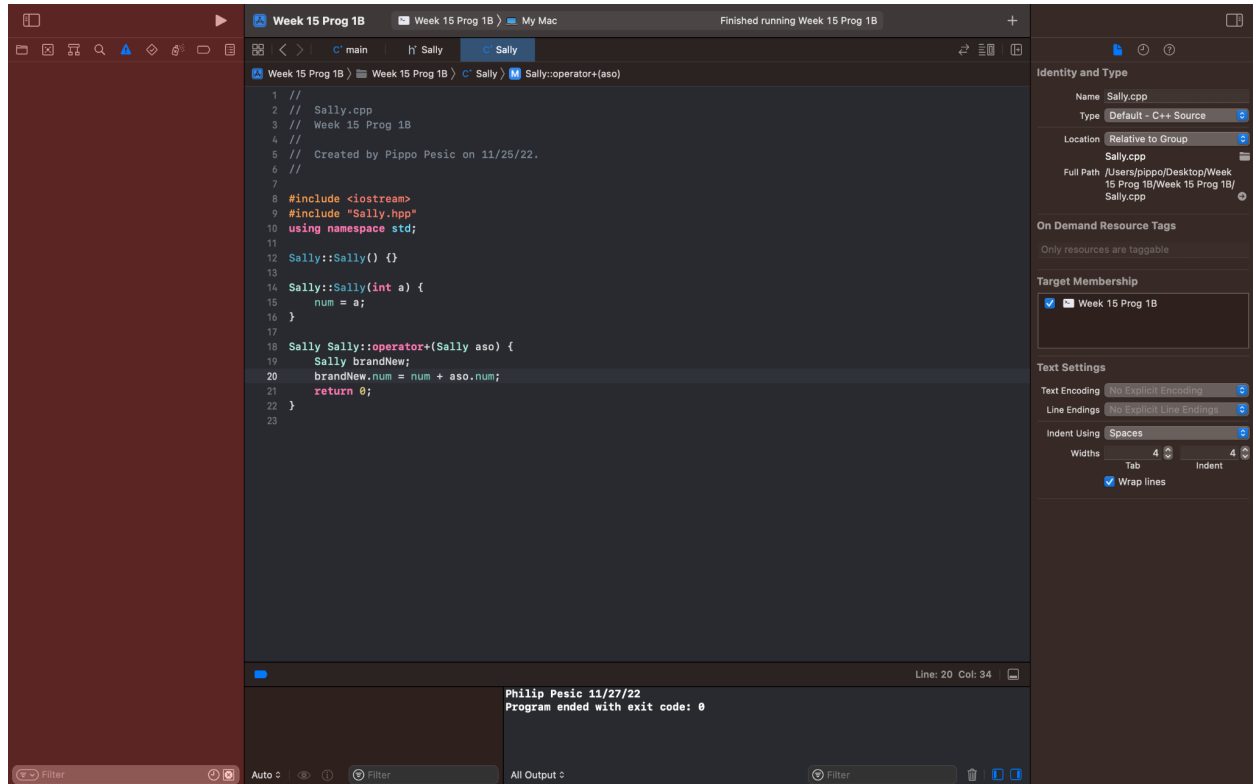 Week 15 Prog 1B
Week 15 Prog 1B 〉 My Mac
Finished running Week 15 Prog 1B
C+ main
h Sally
C+ Sally
Week 15 Prog 1B 〉 Week 15 Prog 1B 〉 C+ Sally 〉 M Sally::operator+(aso)
1 //
2 //  Sally.cpp
3 //  Week 15 Prog 1B
4 //
5 //  Created by Pippo Pesic on 11/25/22.
6 //
7
8 #include <iostream>
9 #include "Sally.hpp"
10 using namespace std;
11
12 Sally::Sally() {}
13
14 Sally::Sally(int a) {
15     num = a;
16 }
17
18 Sally Sally::operator+(Sally aso) {
19     Sally brandNew;
20     brandNew.num = num + aso.num;
21     return 0;
22 }
23
Line: 20 Col: 34
Philip Pesic 11/27/22
Program ended with exit code: 0
Filter
Auto
Filter
All Output
Filter
Identity and Type
Name Sally.cpp
Type Default - C++ Source
Location Relative to Group
Sally.cpp
Full Path /Users/pippo/Desktop/Week
15 Prog 1B/Week 15 Prog 1B/
Sally.cpp
On Demand Resource Tags
Only resources are taggable
Target Membership
Week 15 Prog 1B
Text Settings
Text Encoding No Explicit Encoding
Line Endings No Explicit Line Endings
Indent Using Spaces
Widths 4 4
Tab Indent
Wrap lines